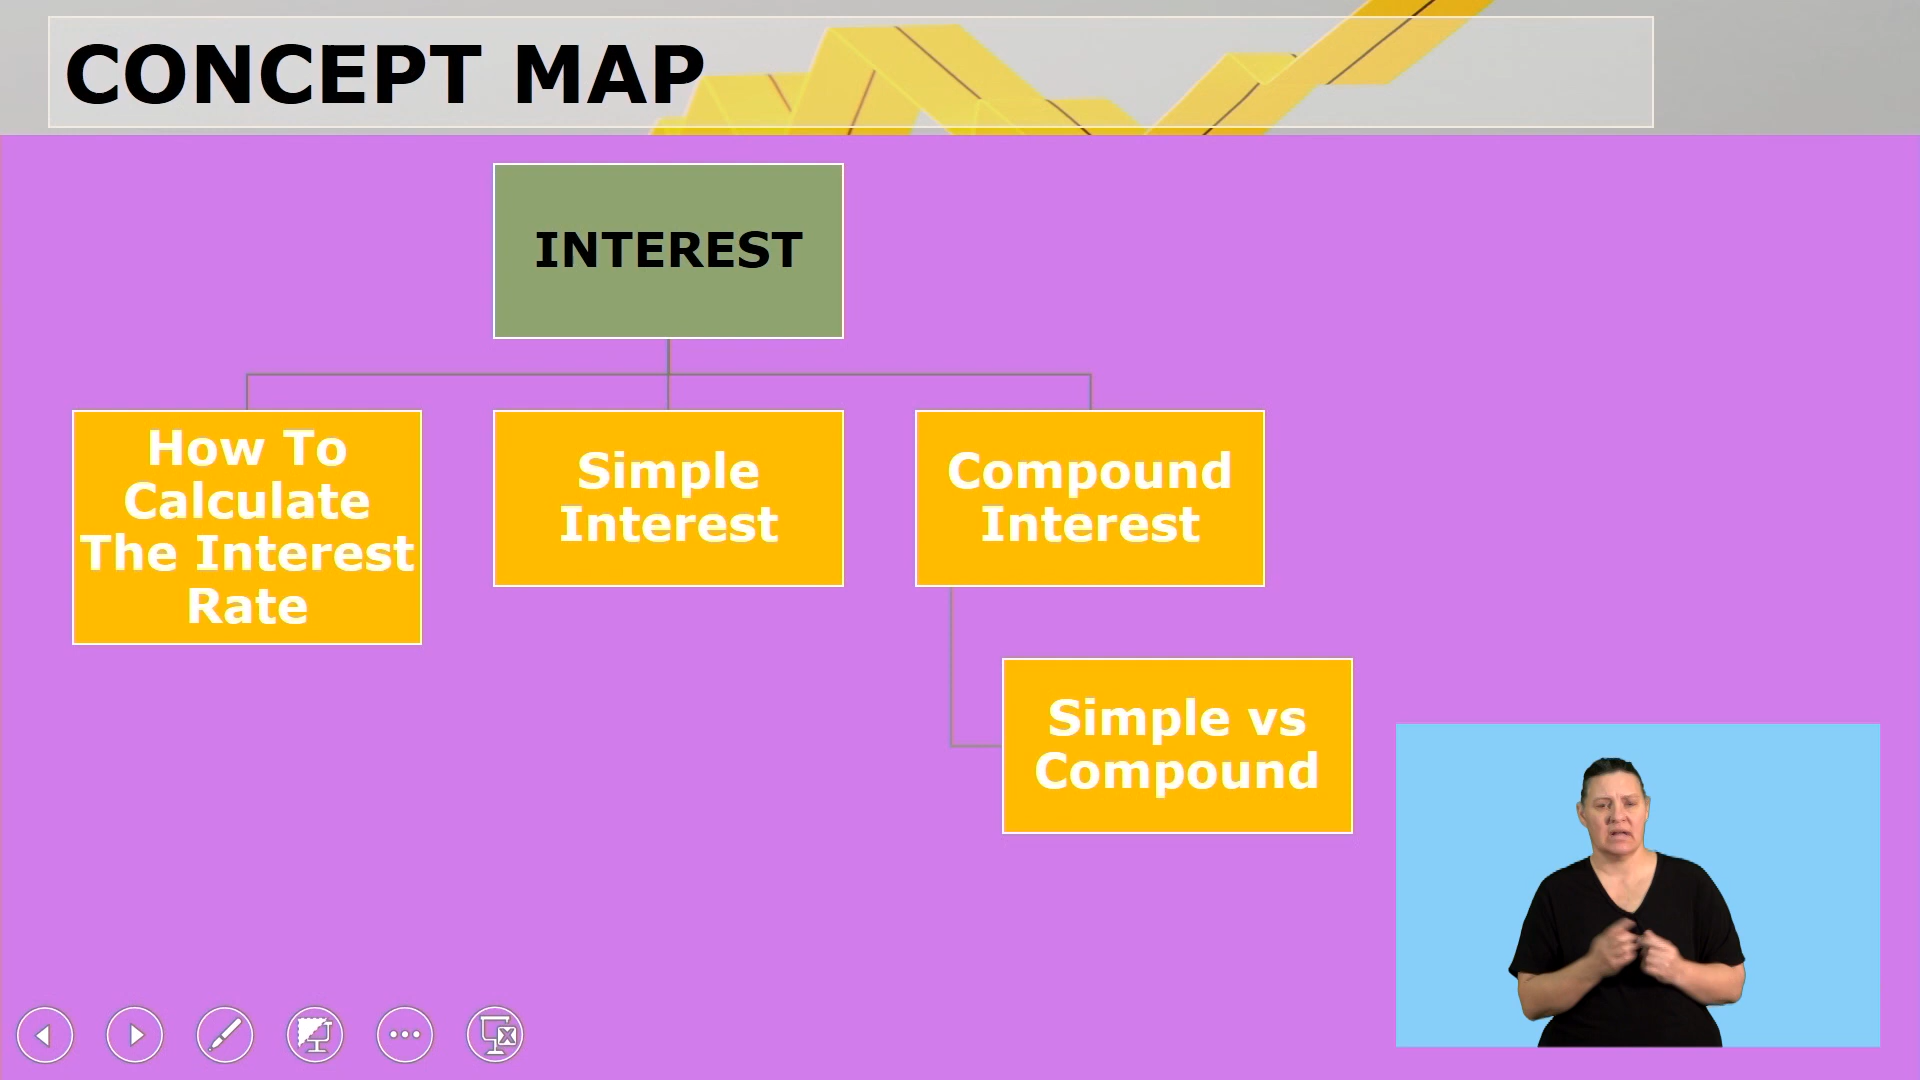 CONCEPT MAP
INTEREST
How To
Calculate
The Interest
Rate
Simple
Interest
Compound
Interest
Simple vs
Compound